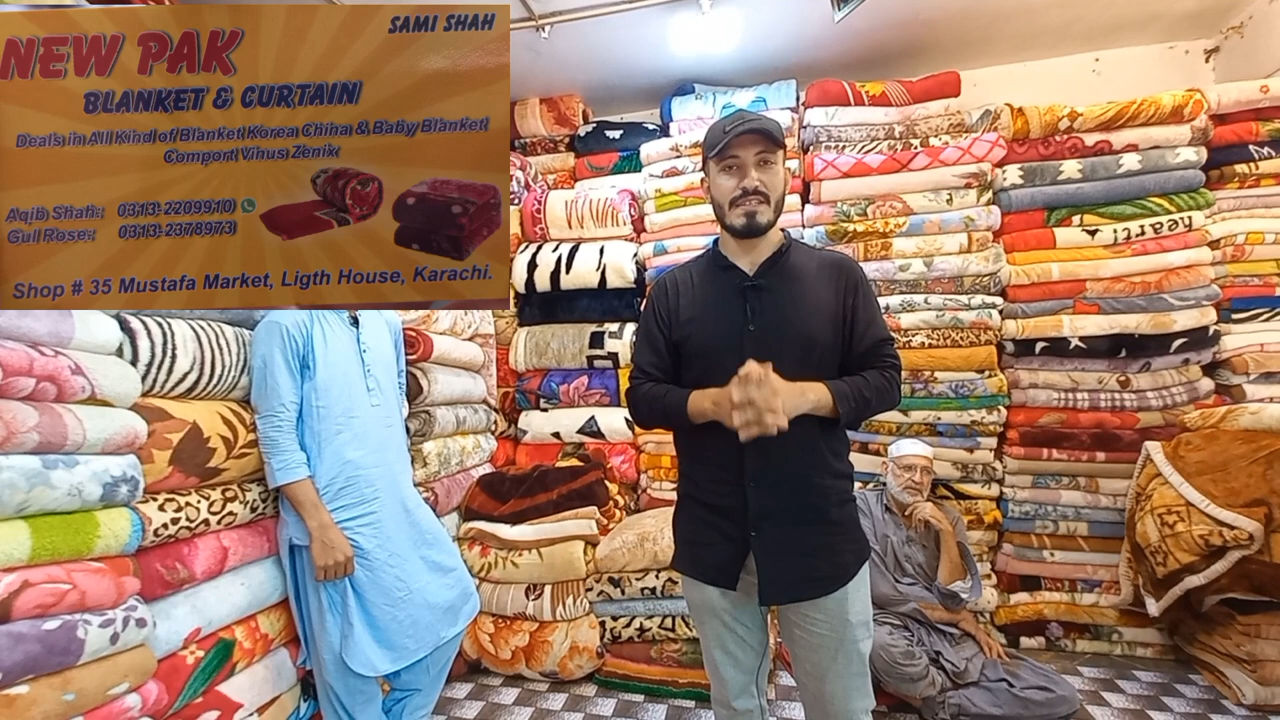 SAMI SHAH
NEW PAK
BLANKET & CURTAIN
Deals in All Kind of Blanket Korea China & Baby Blanket
Comport Vinus Zenix
Aqib Shah: 0313-2209910
Gul Rose: 0313-2378973
Shop # 35 Mustafa Market, Ligth House, Karachi.
heart!